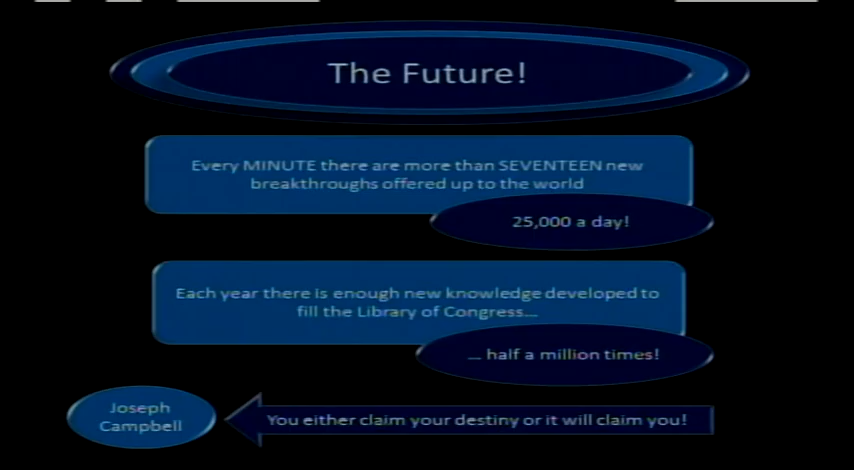 The Future!
Every MINUTE there are more than SEVENTEEN new
breakthroughs offered up to the world
25,000 a day!
Each year there is enough new knowledge developed to
fill the Library of Congress...
... half a million times!
Joseph
Campbell
You either claim your destiny or it will claim you!